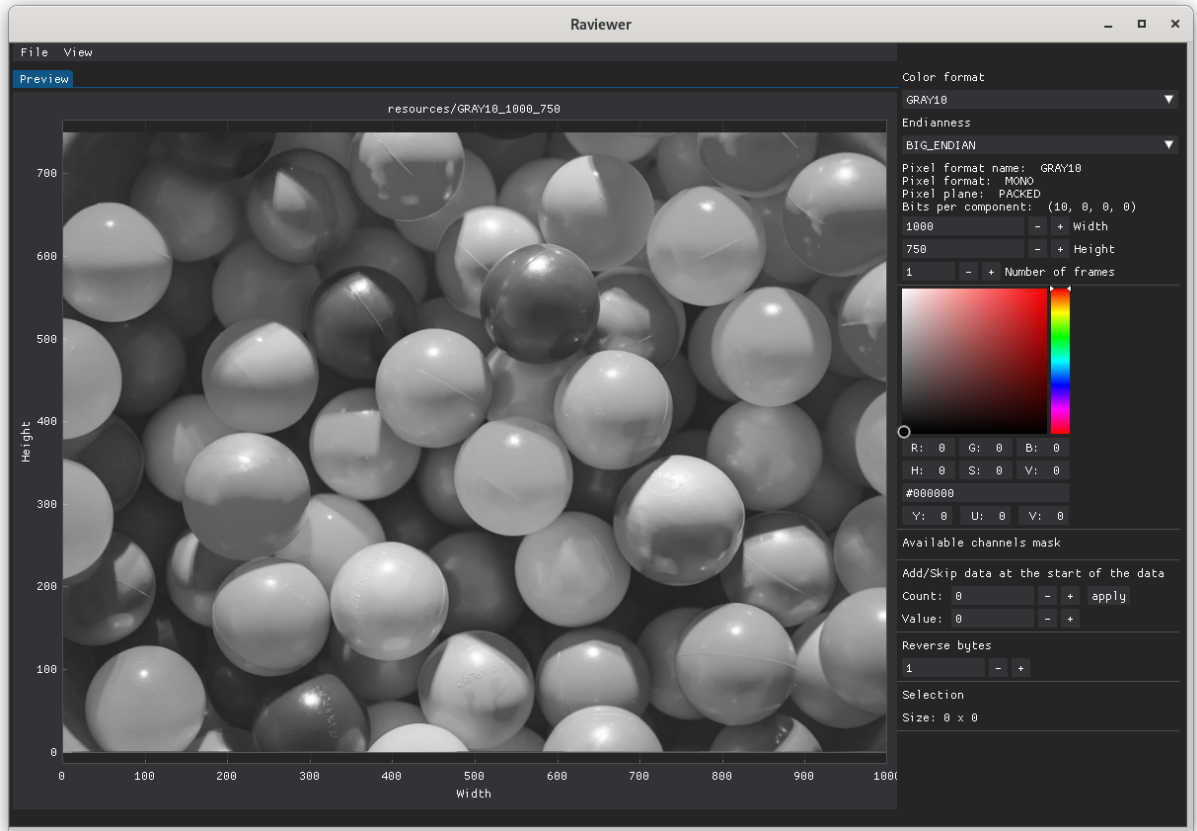 Raviewer
File View
Preview
resources/GRAY10_1000_750
700
600
500
400
300
200
100
0
Height
0 100 200 300 400 500 600 700 800 900 1000
Width
Color format
GRAY10
Endianness
BIG_ENDIAN
Pixel format name: GRAY10
Pixel format: MONO
Pixel plane: PACKED
Bits per component: (10, 0, 0, 0)
1000 - + Width
750 - + Height
1 - + Number of frames
R: 0 G: 0 B: 0
H: 0 S: 0 V: 0
#000000
Y: 0 U: 0 V: 0
Available channels mask
Add/Skip data at the start of the data
Count: 0 - + apply
Value: 0 - +
Reverse bytes
1 - +
Selection
Size: 0 x 0